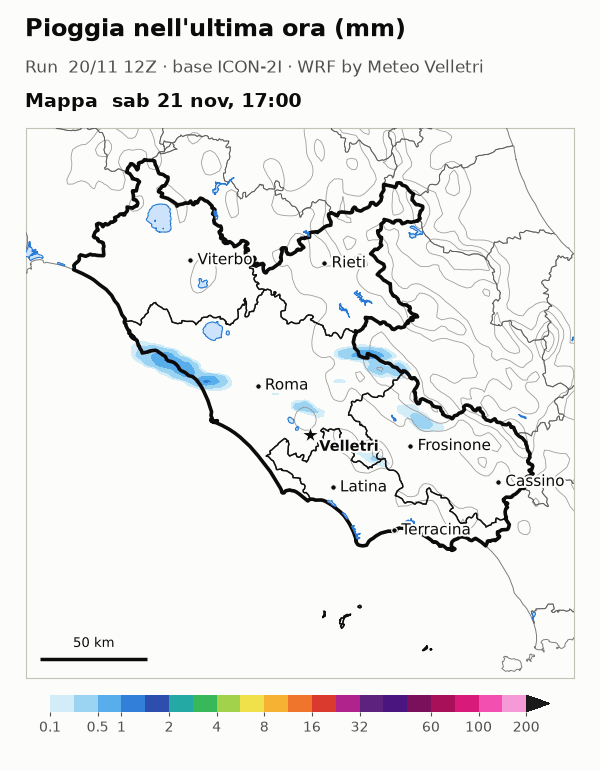 Pioggia nell'ultima ora (mm)
Run  20/11 12Z · base ICON-2I · WRF by Meteo Velletri
Mappa  sab 21 nov, 17:00
Viterbo
Rieti
Roma
Velletri
Frosinone
Latina
Cassino
Terracina
50 km
0.1 0.5 1 2 4 8 16 32 60 100 200